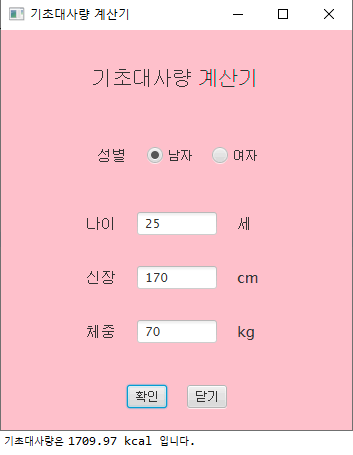 기초대사량 계산기
기초대사량 계산기
성별 남자 여자
나이 25 세
신장 170 cm
체중 70 kg
확인 닫기
기초대사량은 1709.97 kcal 입니다.